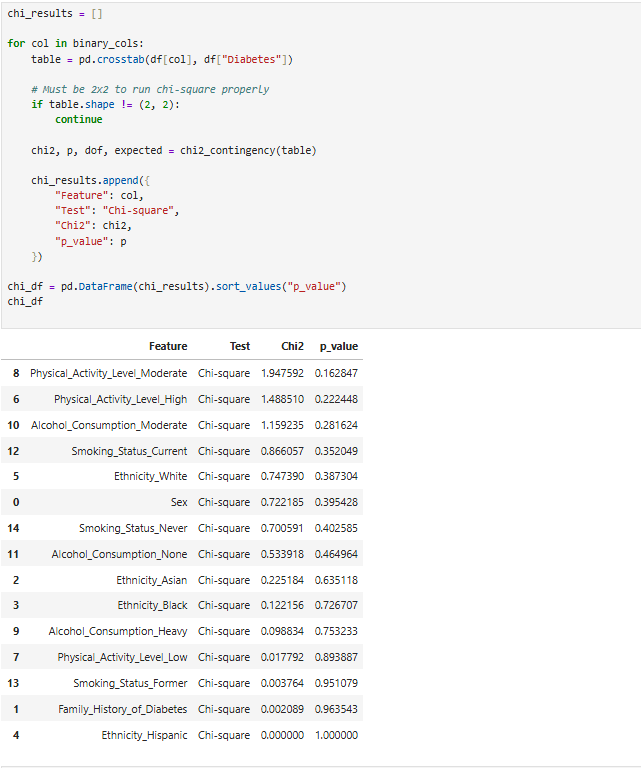 chi_results = []
for col in binary_cols:
    table = pd.crosstab(df[col], df["Diabetes"])
    # Must be 2x2 to run chi-square properly
    if table.shape != (2, 2):
        continue
    chi2, p, dof, expected = chi2_contingency(table)
    chi_results.append({
        "Feature": col,
        "Test": "Chi-square",
        "Chi2": chi2,
        "p_value": p
    })
chi_df = pd.DataFrame(chi_results).sort_values("p_value")
chi_df
Feature Test Chi2 p_value
8 Physical_Activity_Level_Moderate Chi-square 1.947592 0.162847
6 Physical_Activity_Level_High Chi-square 1.488510 0.222448
10 Alcohol_Consumption_Moderate Chi-square 1.159235 0.281624
12 Smoking_Status_Current Chi-square 0.866057 0.352049
5 Ethnicity_White Chi-square 0.747390 0.387304
0 Sex Chi-square 0.722185 0.395428
14 Smoking_Status_Never Chi-square 0.700591 0.402585
11 Alcohol_Consumption_None Chi-square 0.533918 0.464964
2 Ethnicity_Asian Chi-square 0.225184 0.635118
3 Ethnicity_Black Chi-square 0.122156 0.726707
9 Alcohol_Consumption_Heavy Chi-square 0.098834 0.753233
7 Physical_Activity_Level_Low Chi-square 0.017792 0.893887
13 Smoking_Status_Former Chi-square 0.003764 0.951079
1 Family_History_of_Diabetes Chi-square 0.002089 0.963543
4 Ethnicity_Hispanic Chi-square 0.000000 1.000000